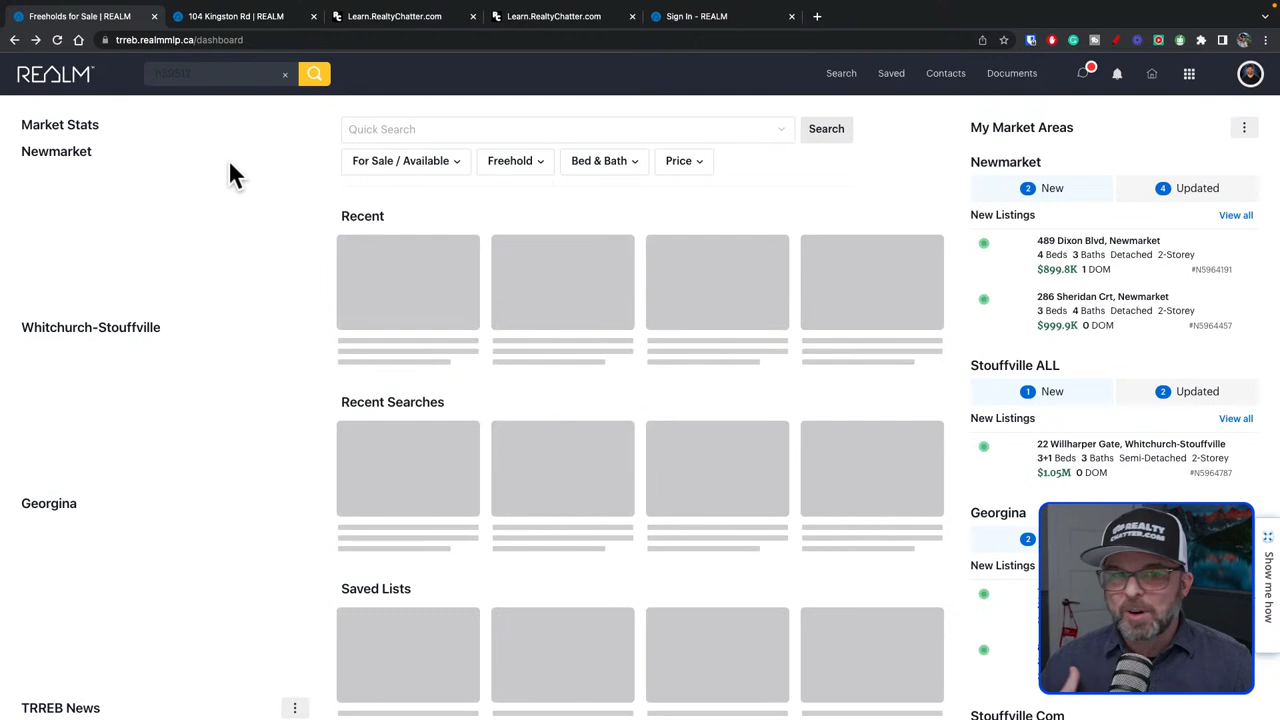 Freeholds for Sale | REALM
104 Kingston Rd | REALM
Learn.RealtyChatter.com
Learn.RealtyChatter.com
Sign In - REALM
trreb.realmmlp.ca/dashboard
REALM
Search
Saved
Contacts
Documents
Market Stats
Newmarket
Whitchurch-Stouffville
Georgina
TRREB News
Quick Search
Search
For Sale / Available
Freehold
Bed & Bath
Price
Recent
Recent Searches
Saved Lists
My Market Areas
Newmarket
2 New
4 Updated
New Listings
View all
489 Dixon Blvd, Newmarket
4 Beds 3 Baths Detached 2-Storey
$899.8K 1 DOM
#N5964191
286 Sheridan Crt, Newmarket
3 Beds 4 Baths Detached 2-Storey
$999.9K 0 DOM
#N5964457
Stouffville ALL
1 New
2 Updated
New Listings
View all
22 Willharper Gate, Whitchurch-Stouffville
3+1 Beds 3 Baths Semi-Detached 2-Storey
$1.05M 0 DOM
#N5964787
Georgina
2
New Listings
Stouffville Com
REALTY
CHATTER.COM
Show me how